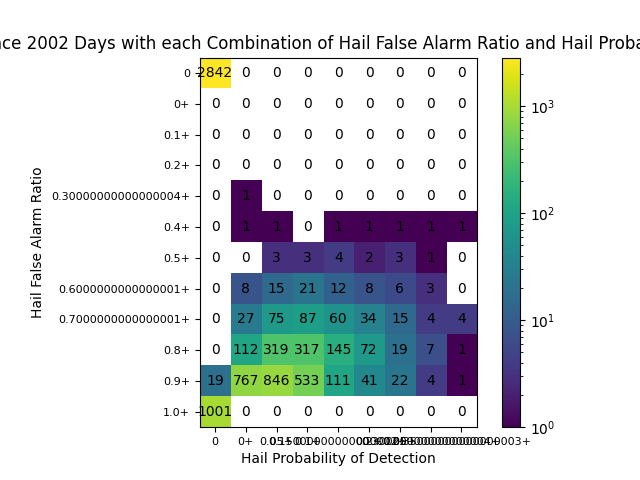 ce 2002 Days with each Combination of Hail False Alarm Ratio and Hail Proba
0 2842 0 0 0 0 0 0 0 0
0+ 0 0 0 0 0 0 0 0 0
0.1+ 0 0 0 0 0 0 0 0 0
0.2+ 0 0 0 0 0 0 0 0 0
0.30000000000000004+ 0 1 0 0 0 0 0 0 0
0.4+ 0 1 1 0 1 1 1 1 1
0.5+ 0 0 3 3 4 2 3 1 0
0.6000000000000001+ 0 8 15 21 12 8 6 3 0
0.7000000000000001+ 0 27 75 87 60 34 15 4 4
0.8+ 0 112 319 317 145 72 19 7 1
0.9+ 19 767 846 533 111 41 22 4 1
1.0+ 1001 0 0 0 0 0 0 0 0
0 0+
Hail Probability of Detection
Hail False Alarm Ratio
10³
10²
10¹
10⁰